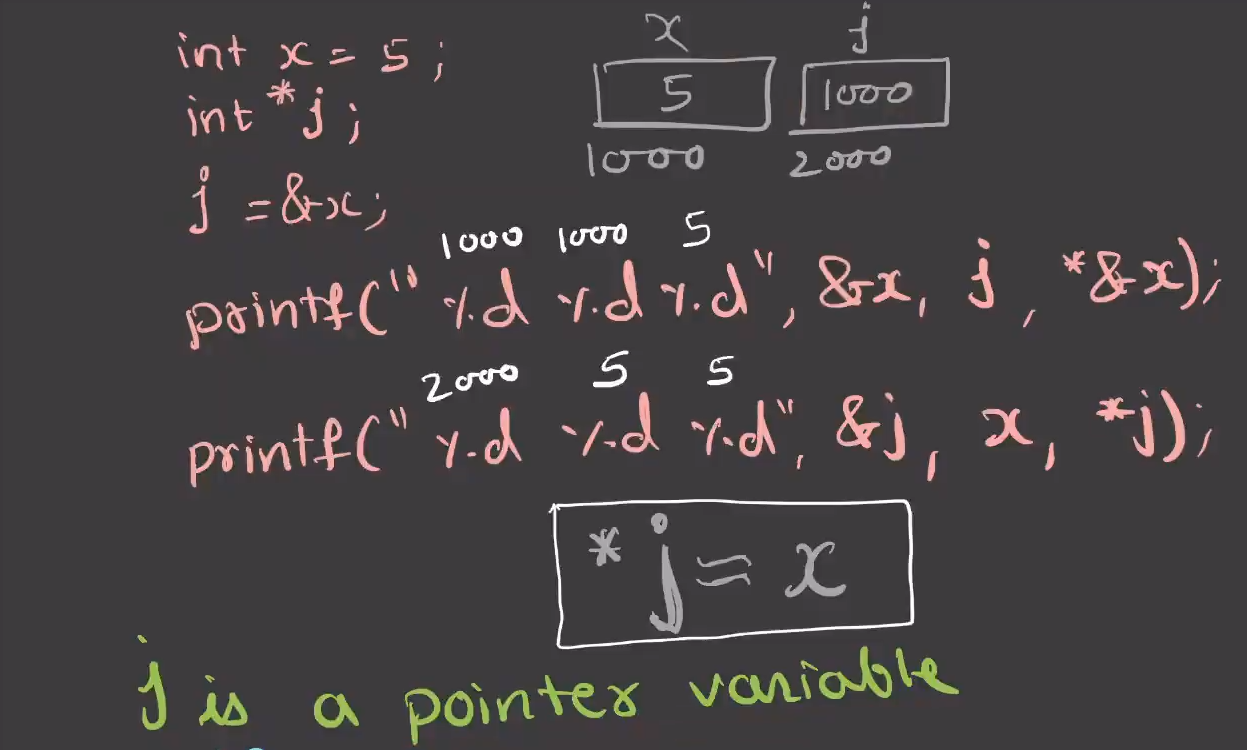 x j
int x = 5 ;
5 1000
int *j ;
1000 2000
j = &x;
1000 1000 5
printf(" %d %d %d", &x, j, *&x);
2000 5 5
printf(" %d %d %d", &j, x, *j);
*j = x
j is a pointer variable